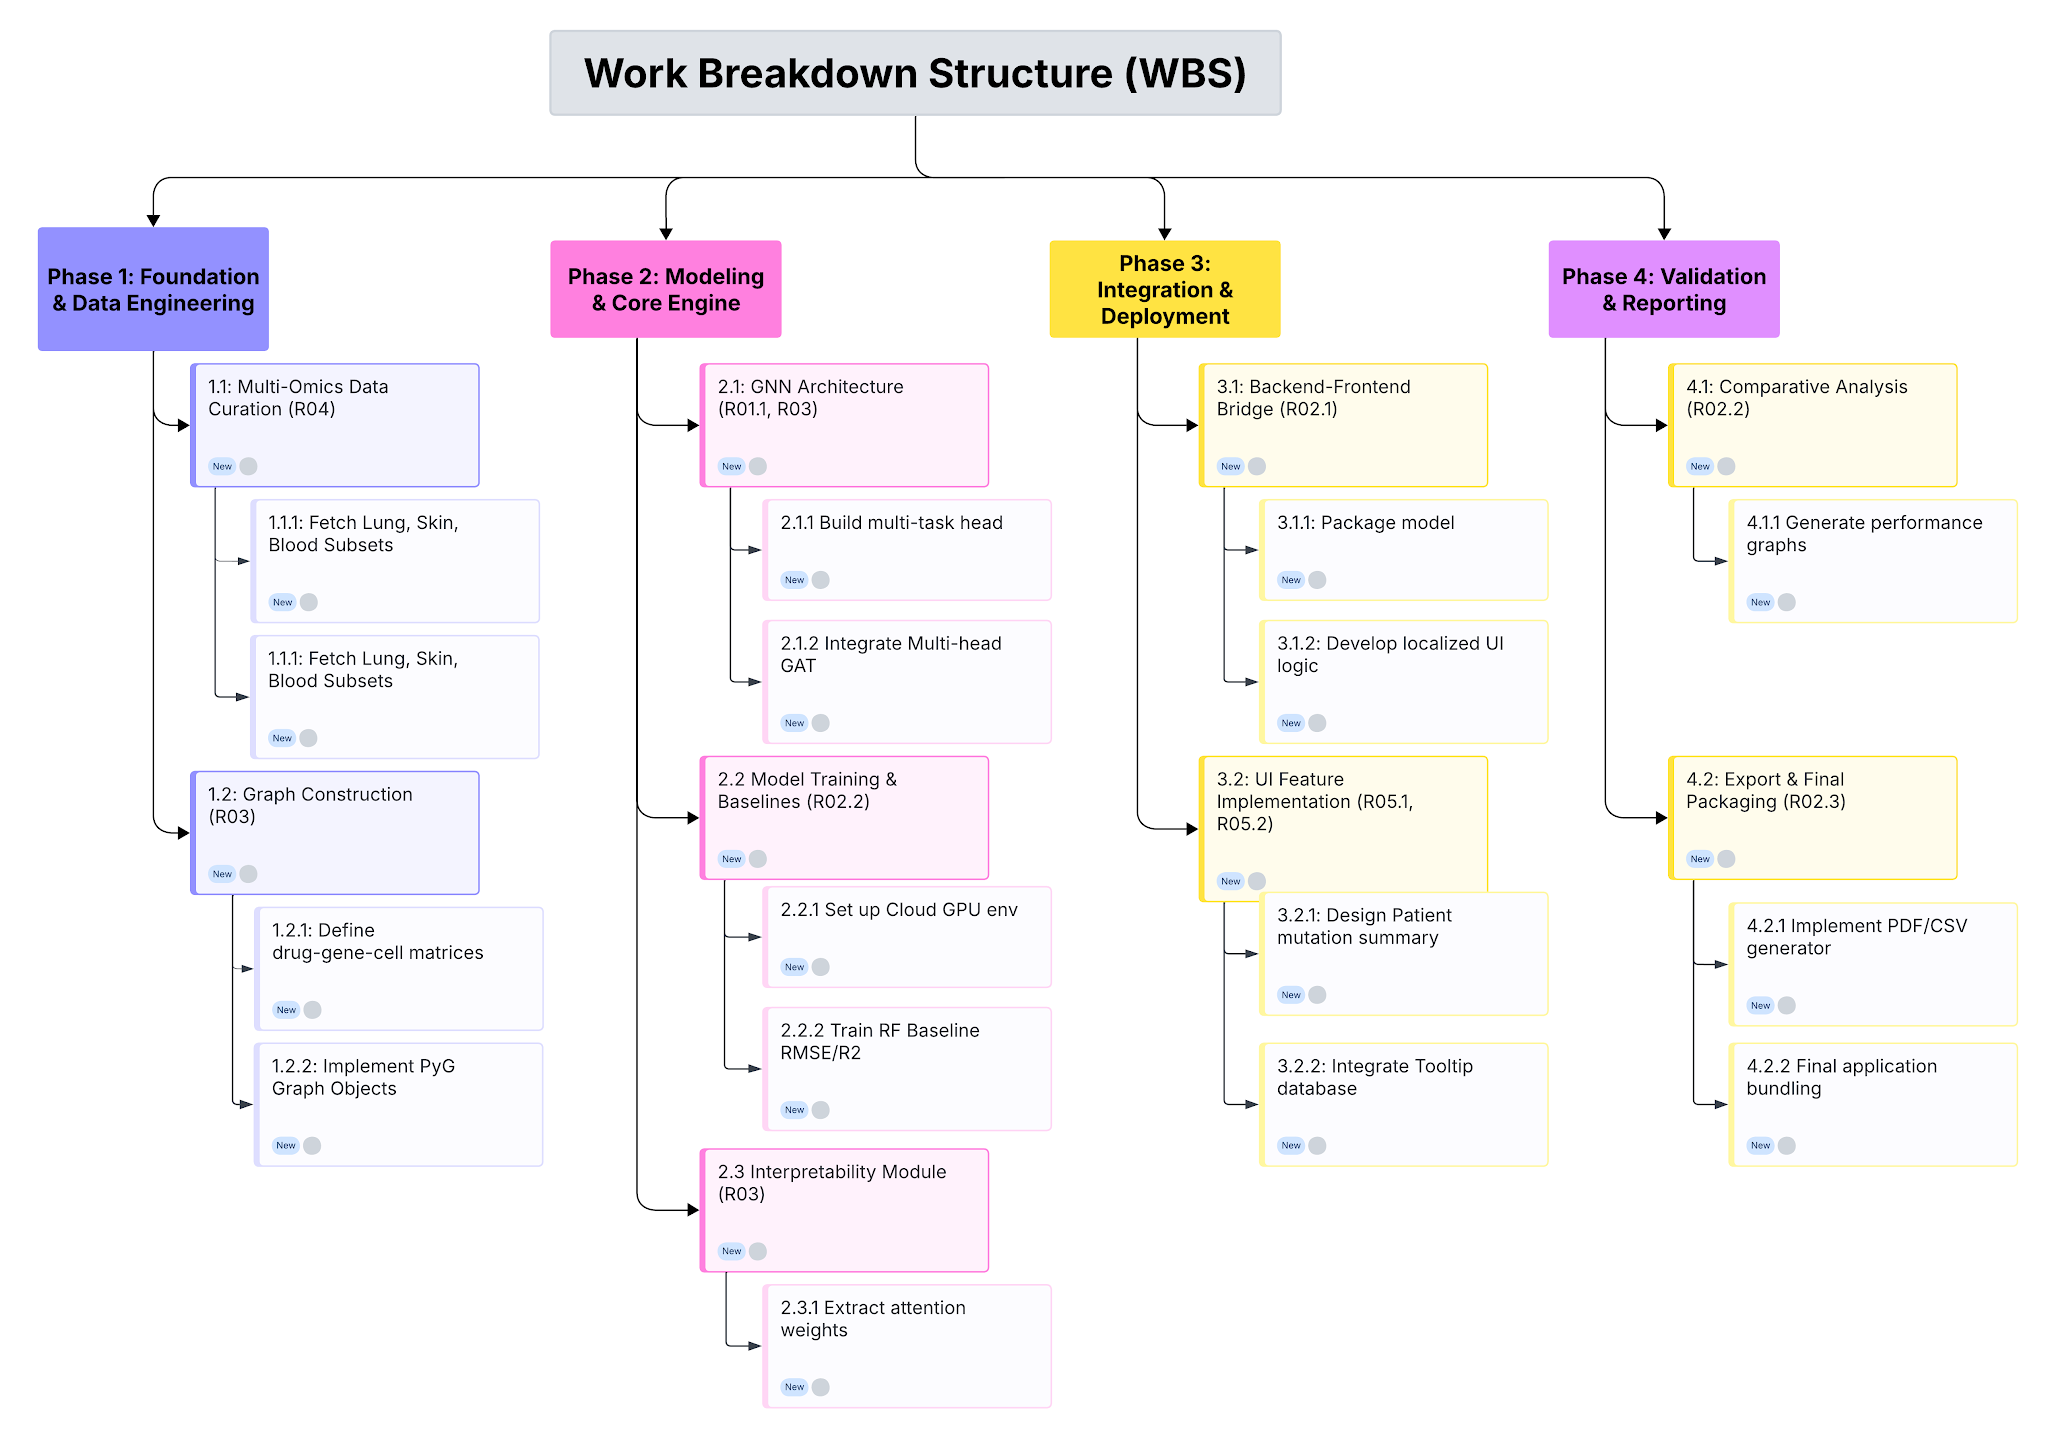 Work Breakdown Structure (WBS)
Phase 1: Foundation
& Data Engineering
1.1: Multi-Omics Data
Curation (R04)
New
1.1.1: Fetch Lung, Skin,
Blood Subsets
New
1.1.1: Fetch Lung, Skin,
Blood Subsets
New
1.2: Graph Construction
(R03)
New
1.2.1: Define
drug-gene-cell matrices
New
1.2.2: Implement PyG
Graph Objects
New
Phase 2: Modeling
& Core Engine
2.1: GNN Architecture
(R01.1, R03)
New
2.1.1 Build multi-task head
New
2.1.2 Integrate Multi-head
GAT
New
2.2 Model Training &
Baselines (R02.2)
New
2.2.1 Set up Cloud GPU env
New
2.2.2 Train RF Baseline
RMSE/R2
New
2.3 Interpretability Module
(R03)
New
2.3.1 Extract attention
weights
New
Phase 3:
Integration &
Deployment
3.1: Backend-Frontend
Bridge (R02.1)
New
3.1.1: Package model
New
3.1.2: Develop localized UI
logic
New
3.2: UI Feature
Implementation (R05.1,
R05.2)
New
3.2.1: Design Patient
mutation summary
New
3.2.2: Integrate Tooltip
database
New
Phase 4: Validation
& Reporting
4.1: Comparative Analysis
(R02.2)
New
4.1.1 Generate performance
graphs
New
4.2: Export & Final
Packaging (R02.3)
New
4.2.1 Implement PDF/CSV
generator
New
4.2.2 Final application
bundling
New